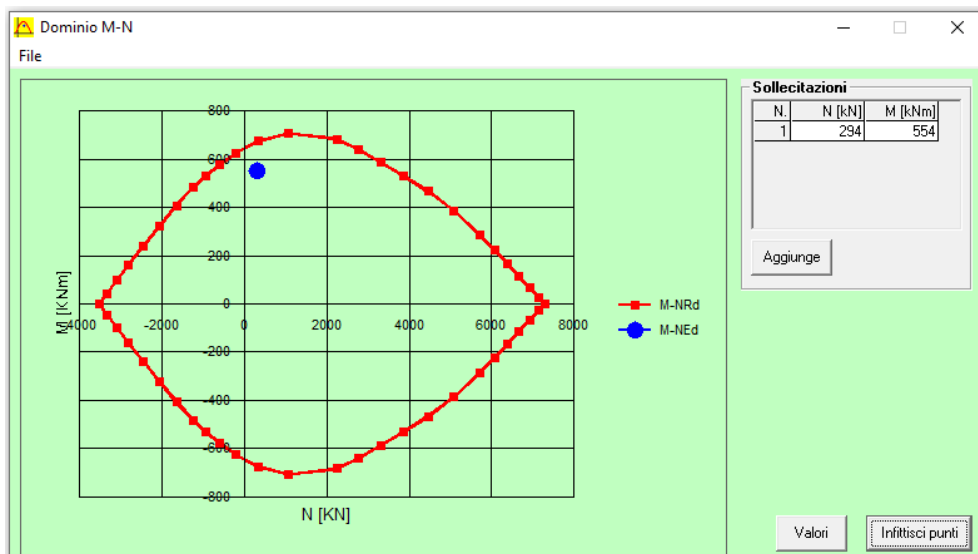 Dominio M-N
File
Sollecitazioni
N. N [kN] M [kNm]
1 294 554
Aggiunge
800
600
400
200
0
-200
-400
-600
-800
4000 -2000 0 2000 4000 6000 8000
M [KNm]
N [KN]
M-NRd
M-NEd
Valori
Infittisci punti